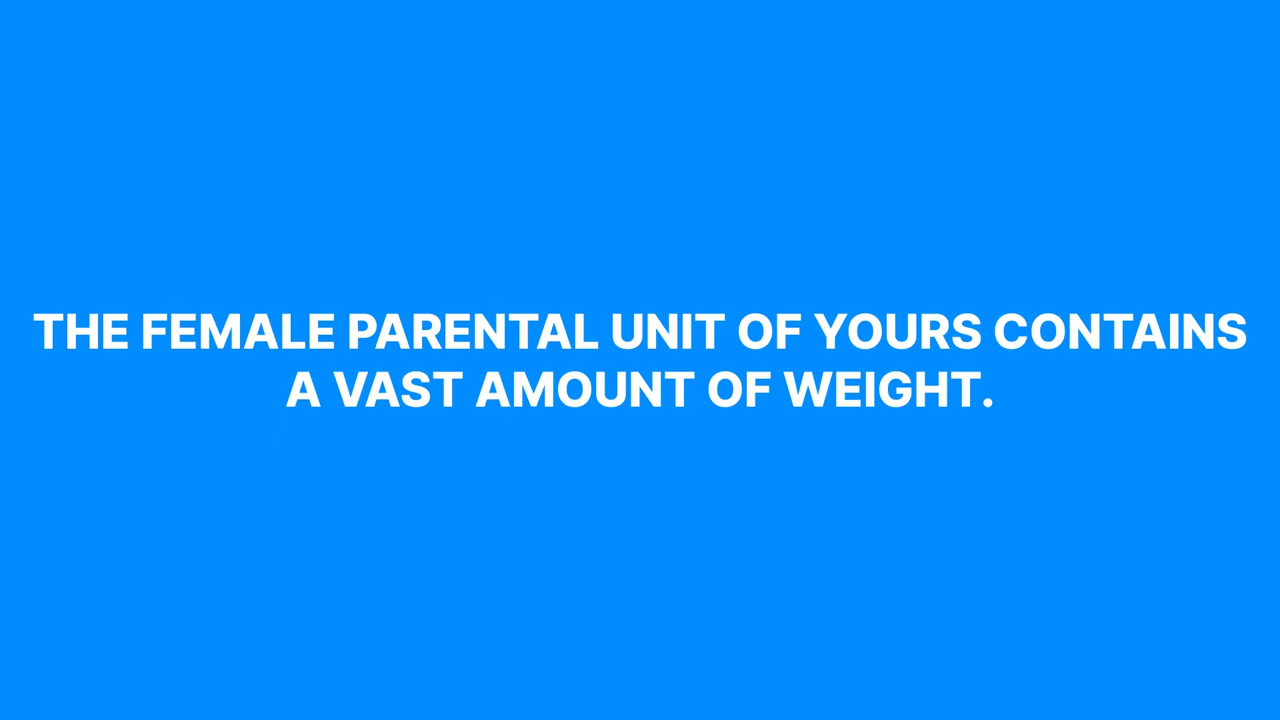 THE FEMALE PARENTAL UNIT OF YOURS CONTAINS
A VAST AMOUNT OF WEIGHT.